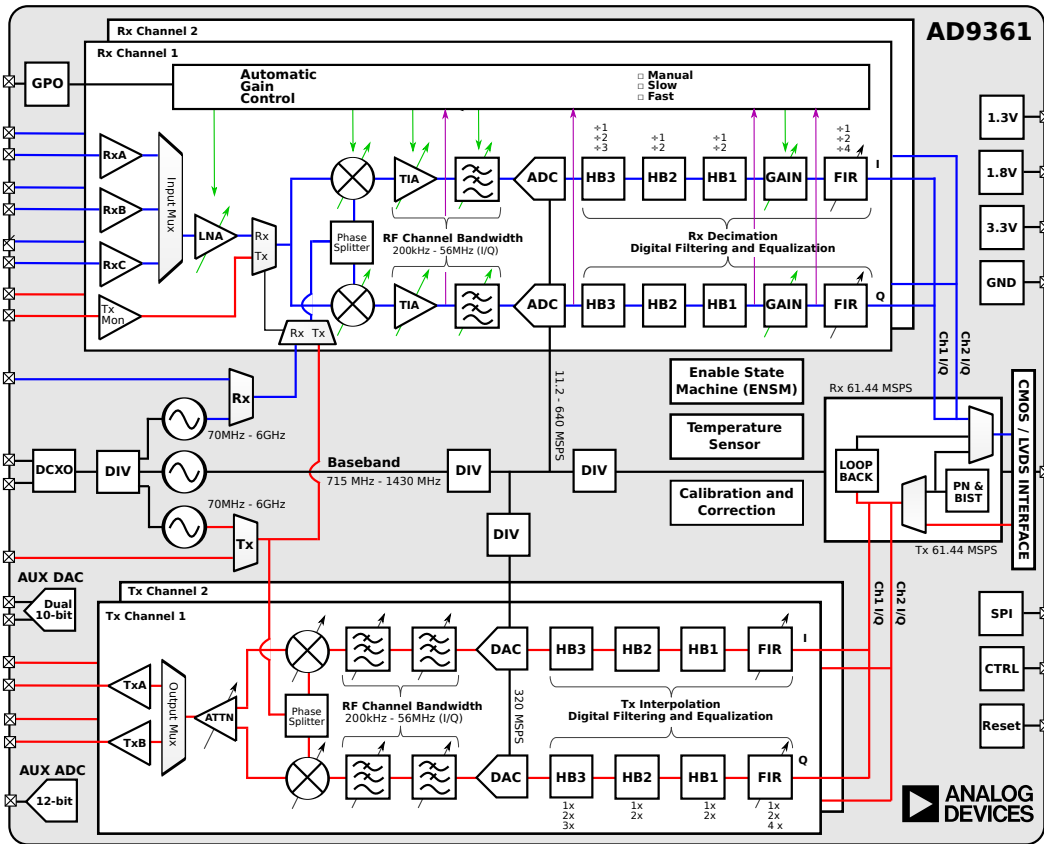 Rx Channel 2
AD9361
Rx Channel 1
GPO
Automatic
Gain
Control
Manual
Slow
Fast
1.3V
1.8V
3.3V
GND
÷1
÷2
÷3
÷1
÷2
÷1
÷2
÷1
÷2
÷4
RxA
RxB
RxC
Tx
Mon
Input Mux
LNA
Rx
Tx
Phase
Splitter
TIA
ADC
HB3
HB2
HB1
GAIN
FIR
I
RF Channel Bandwidth
200kHz - 56MHz (I/Q)
Rx Decimation
Digital Filtering and Equalization
TIA
ADC
HB3
HB2
HB1
GAIN
FIR
Q
Rx Tx
Ch1 I/Q
Ch2 I/Q
11.2 - 640 MSPS
Enable State
Machine (ENSM)
Temperature
Sensor
Calibration and
Correction
Rx 61.44 MSPS
LOOP
BACK
PN &
BIST
Tx 61.44 MSPS
CMOS / LVDS INTERFACE
Rx
70MHz - 6GHz
DCXO
DIV
Baseband
715 MHz - 1430 MHz
DIV
DIV
DIV
70MHz - 6GHz
Tx
AUX DAC
Dual
10-bit
Tx Channel 2
Tx Channel 1
Ch1 I/Q
Ch2 I/Q
SPI
CTRL
Reset
TxA
TxB
Output Mux
ATTN
Phase
Splitter
DAC
HB3
HB2
HB1
FIR
I
RF Channel Bandwidth
200kHz - 56MHz (I/Q)
320 MSPS
Tx Interpolation
Digital Filtering and Equalization
DAC
HB3
HB2
HB1
FIR
Q
1x
2x
3x
1x
2x
1x
2x
1x
2x
4 x
AUX ADC
12-bit
ANALOG
DEVICES